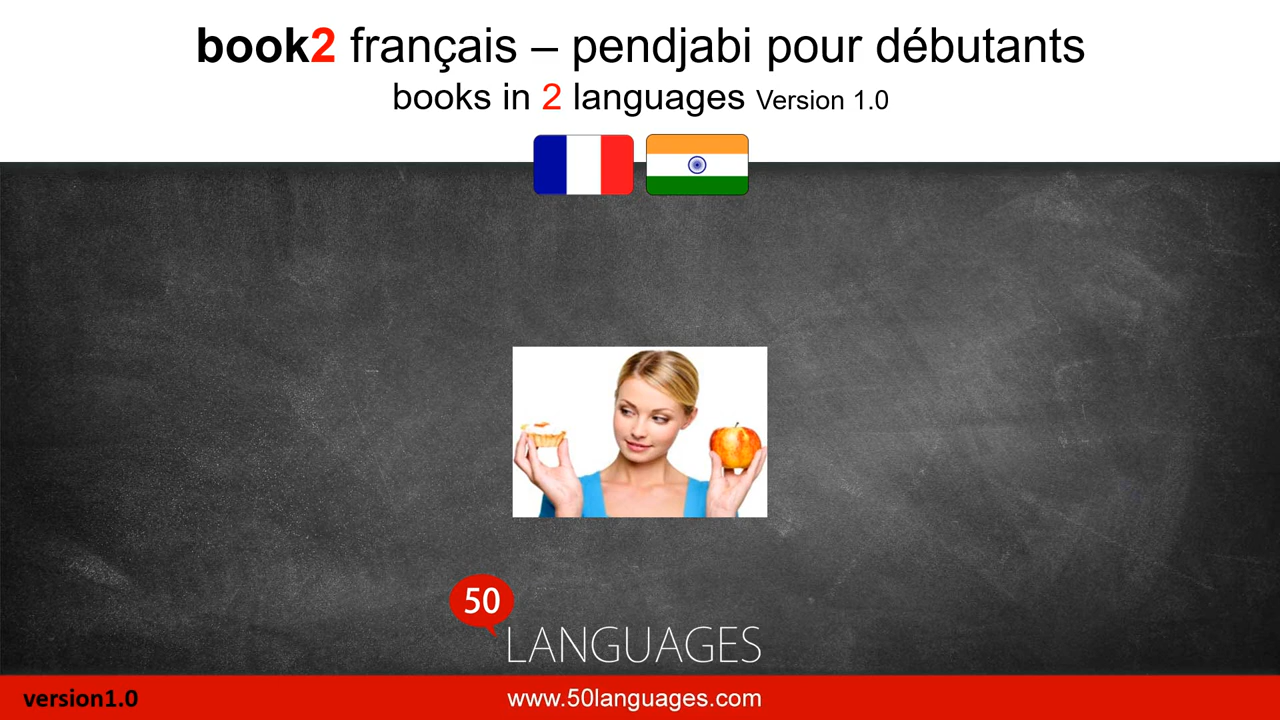 book2 français – pendjabi pour débutants
books in 2 languages Version 1.0
50
LANGUAGES
version1.0
www.50languages.com